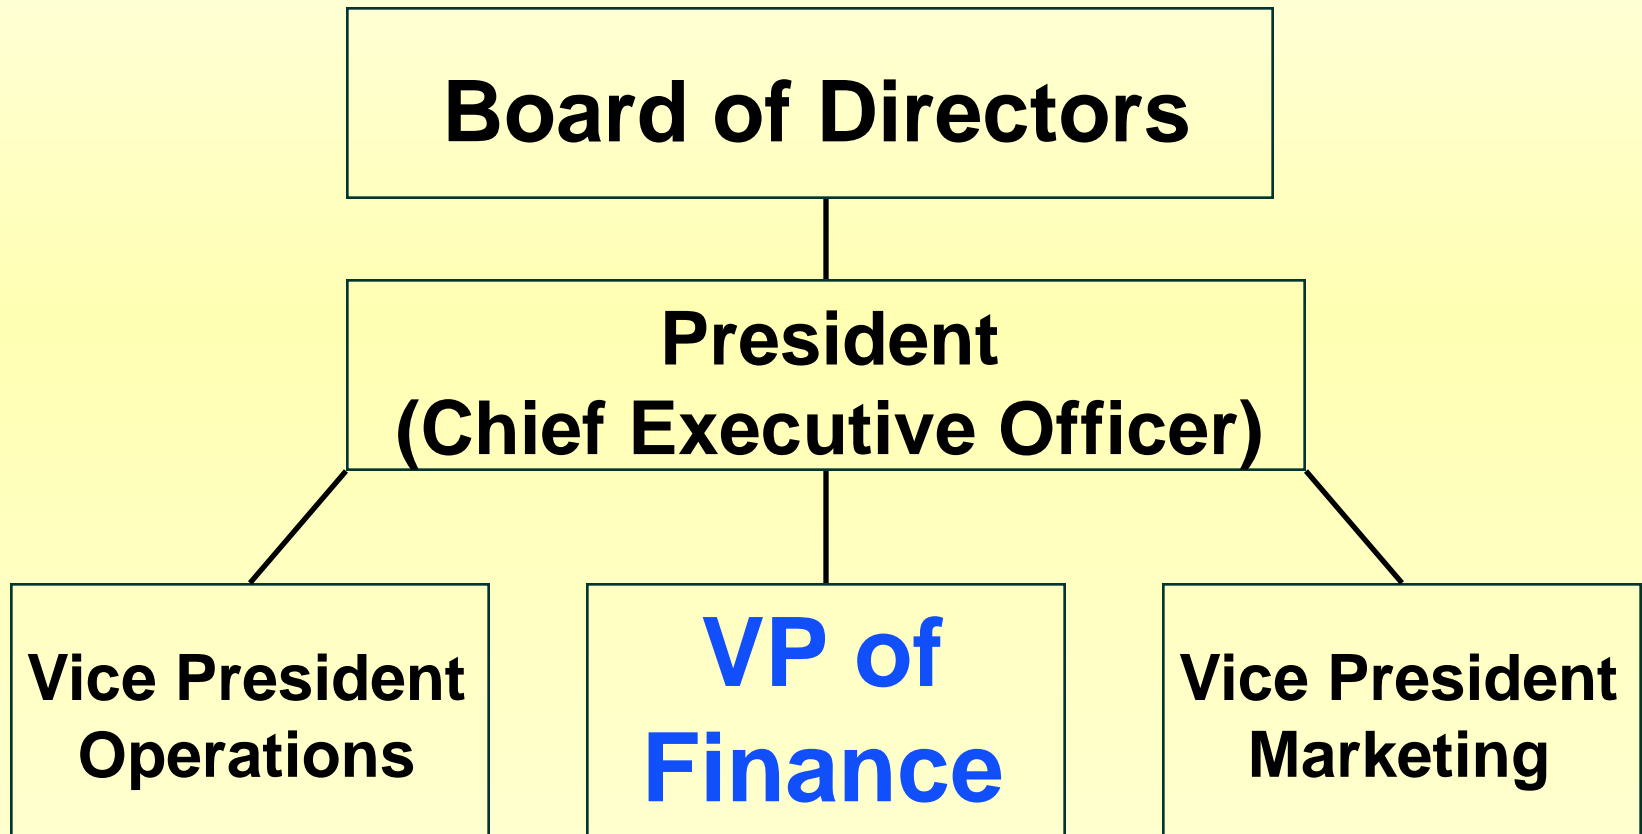 Board of Directors
President
(Chief Executive Officer)
Vice President
Operations
VP of
Finance
Vice President
Marketing